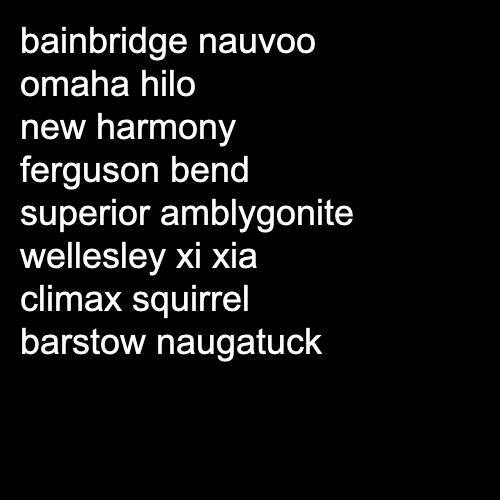 bainbridge nauvoo
omaha hilo
new harmony
ferguson bend
superior amblygonite
wellesley xi xia
climax squirrel
barstow naugatuck